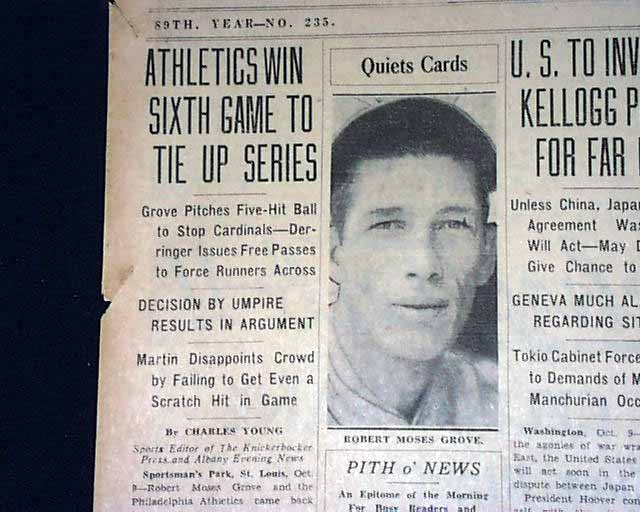 89TH. YEAR—NO. 235.
ATHLETICS WIN
SIXTH GAME TO
TIE UP SERIES
Grove Pitches Five-Hit Ball
to Stop Cardinals—Der-
ringer Issues Free Passes
to Force Runners Across
DECISION BY UMPIRE
RESULTS IN ARGUMENT
Martin Disappoints Crowd
by Failing to Get Even a
Scratch Hit in Game
By CHARLES YOUNG
Sports Editor of The Knickerbocker
Press and Albany Evening News
Sportsman's Park, St. Louis, Oct.
9—Robert Moses Grove and the
Philadelphia Athletics came back
Quiets Cards
ROBERT MOSES GROVE.
PITH o' NEWS
An Epitome of the Morning
For Busy Readers and
U. S. TO INV
KELLOGG P
FOR FAR
Unless China, Japa
Agreement Wa
Will Act—May
Give Chance to
GENEVA MUCH AL
REGARDING SIT
Tokio Cabinet Force
to Demands of M
Manchurian Occ
Washington, Oct. 9—
the agonies of war wra
East, the United States
will act soon in the
dispute between Japan
President Hoover con